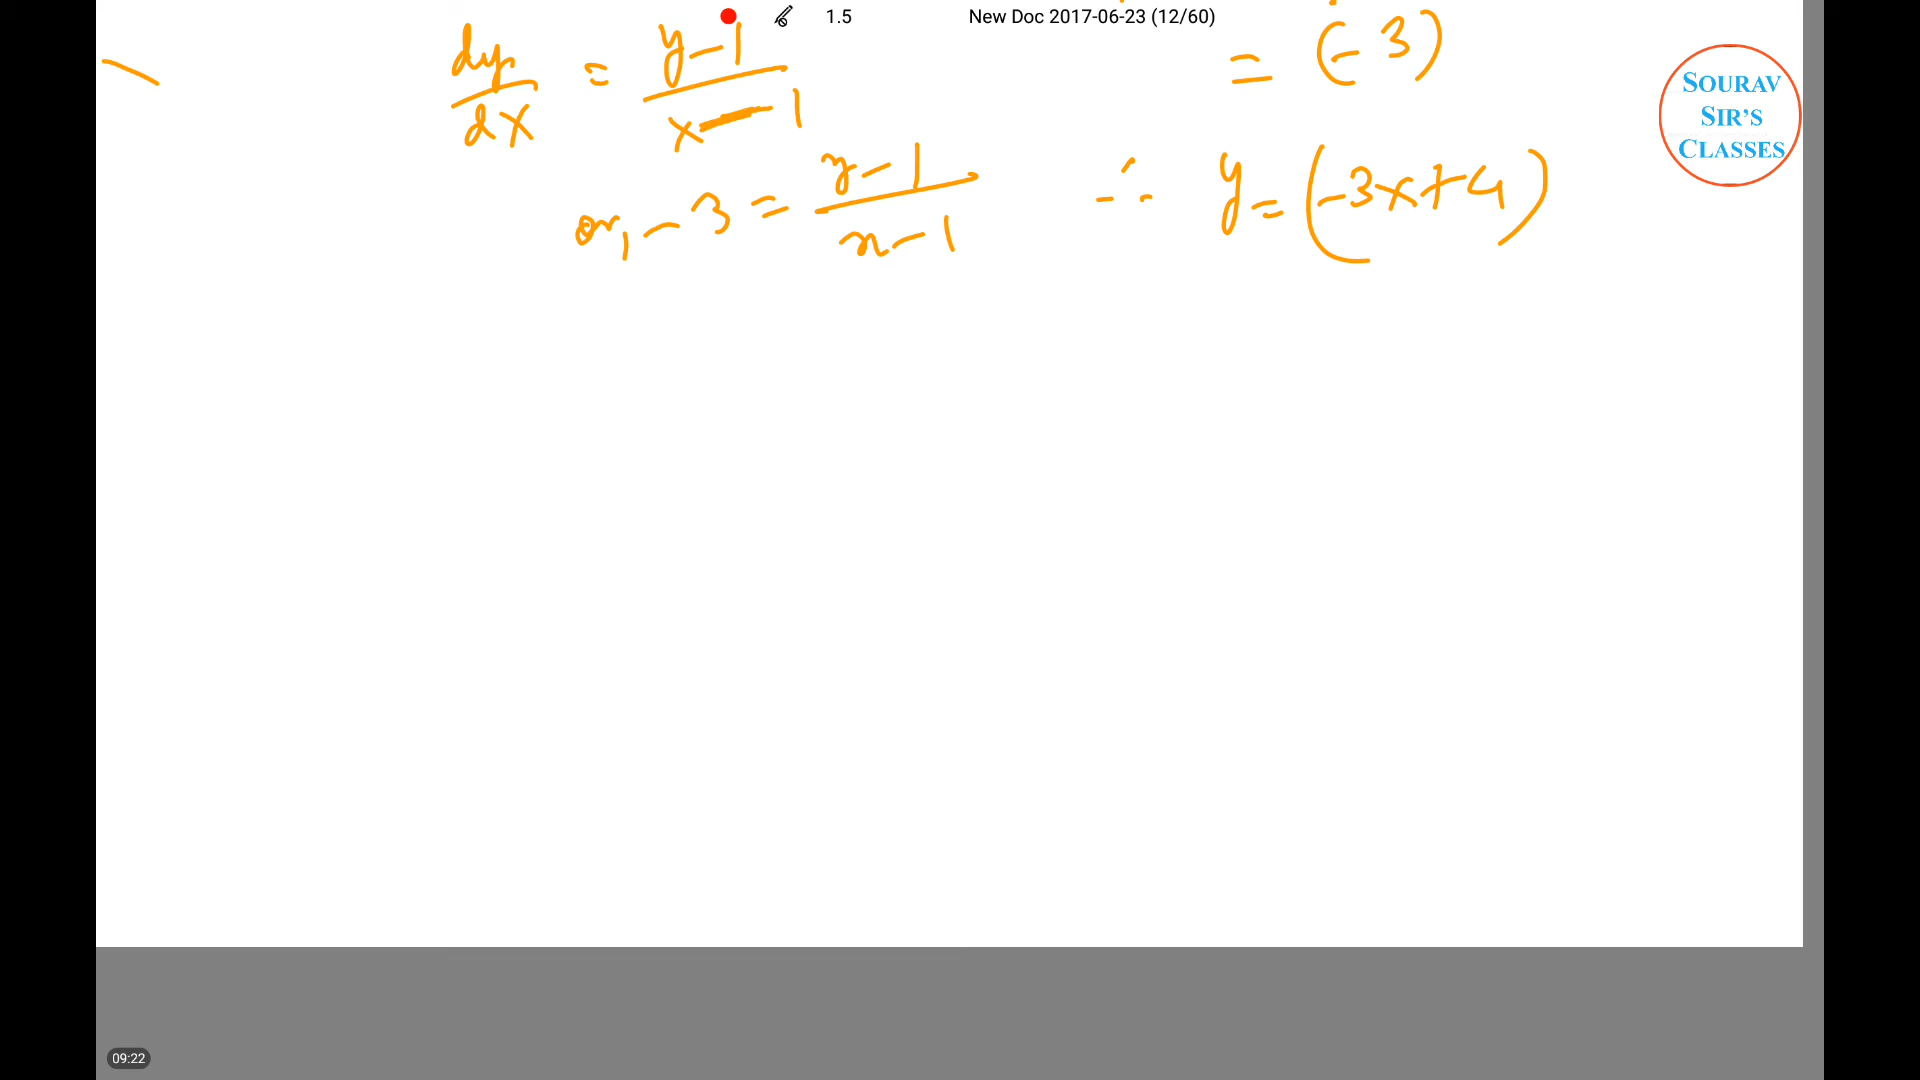 1.5 New Doc 2017-06-23 (12/60)
dy/dx = y-1/x-1
= (-3)
SOURAV
SIR'S
CLASSES
or, -3 = y-1/x-1
∴ y = (-3x+4)
09:22